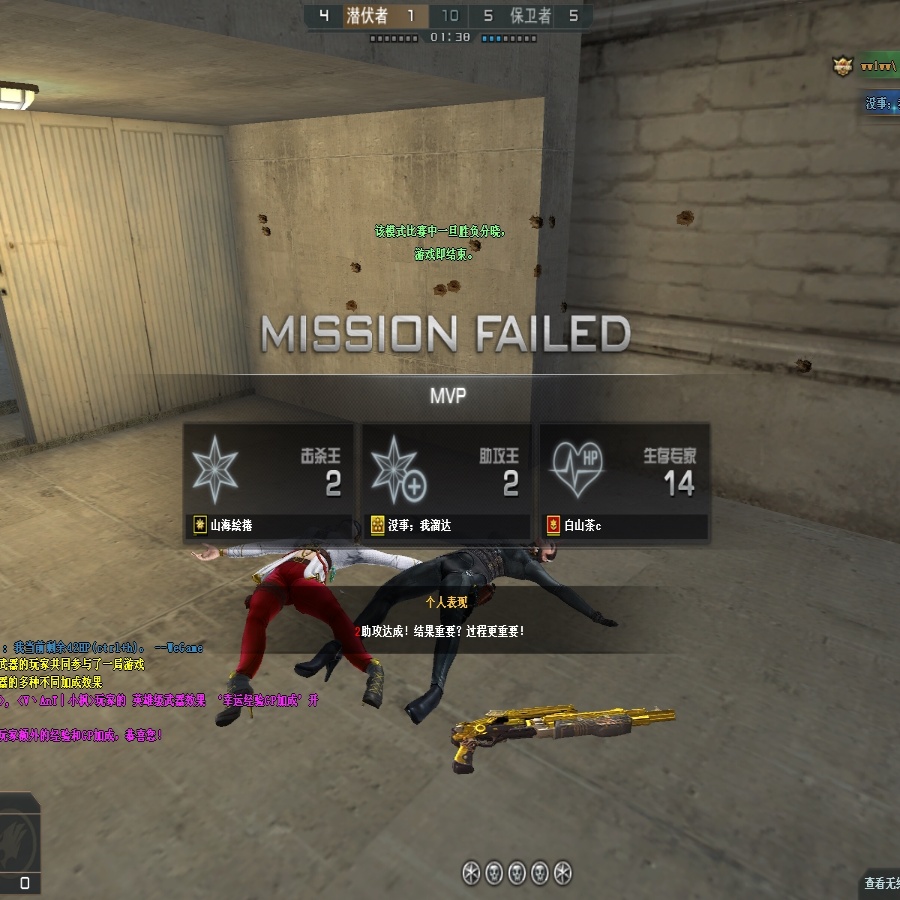 4 潜伏者 1 10 5 保卫者 5
01:38
没事;
该模式比赛中一旦胜负分晓,
游戏即结束。
MISSION FAILED
MVP
击杀王 助攻王 生存专家
2 2 14
山海绘捲 没事;我溜达 白山茶c
个人表现
2助攻达成!结果重要?过程更重要!
: 我当前剩余42HP(ctrl+h)。 --WeGame
武器的玩家共同参与了一局游戏
器的多种不同加成效果
玩家的 英雄级武器效果 ‘幸运经验GP加成’ 开
玩家额外的经验和GP加成, 恭喜您!
0
查看无